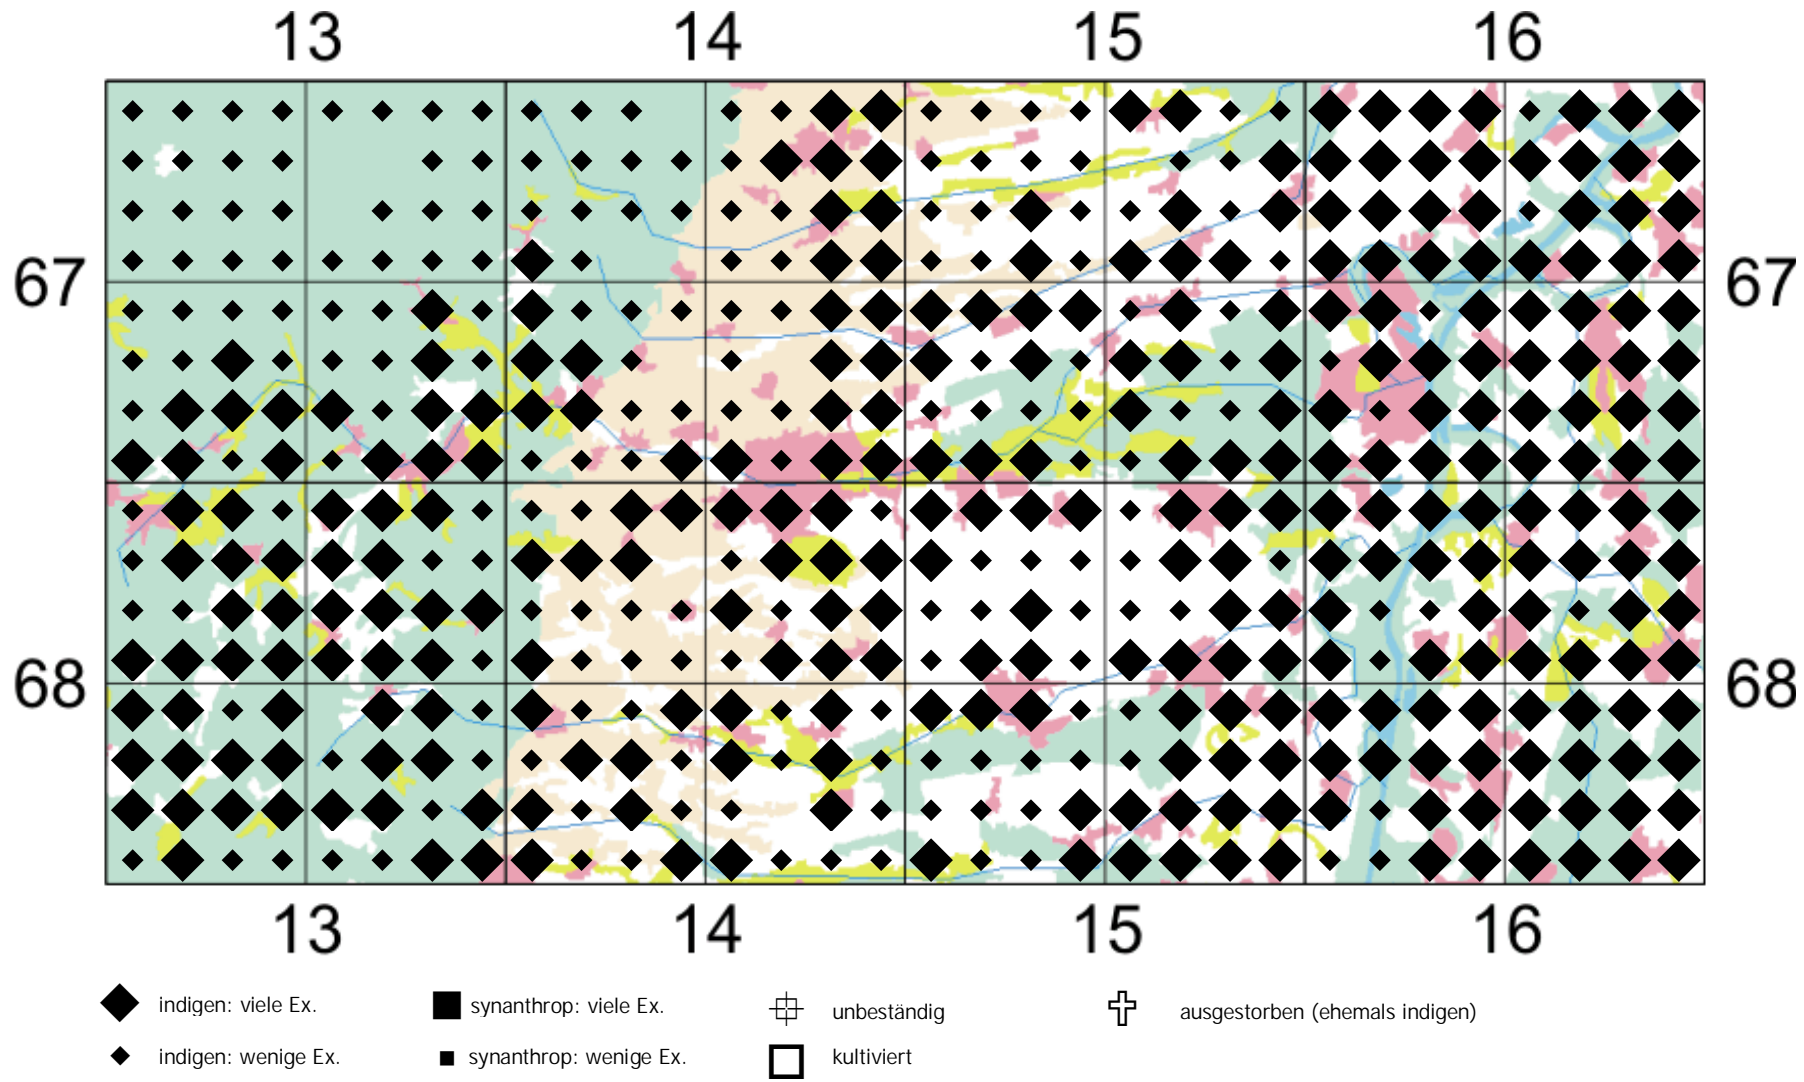 13 14 15 16
67 67
68 68
13 14 15 16
indigen: viele Ex. synanthrop: viele Ex. unbeständig ausgestorben (ehemals indigen)
indigen: wenige Ex. synanthrop: wenige Ex. kultiviert